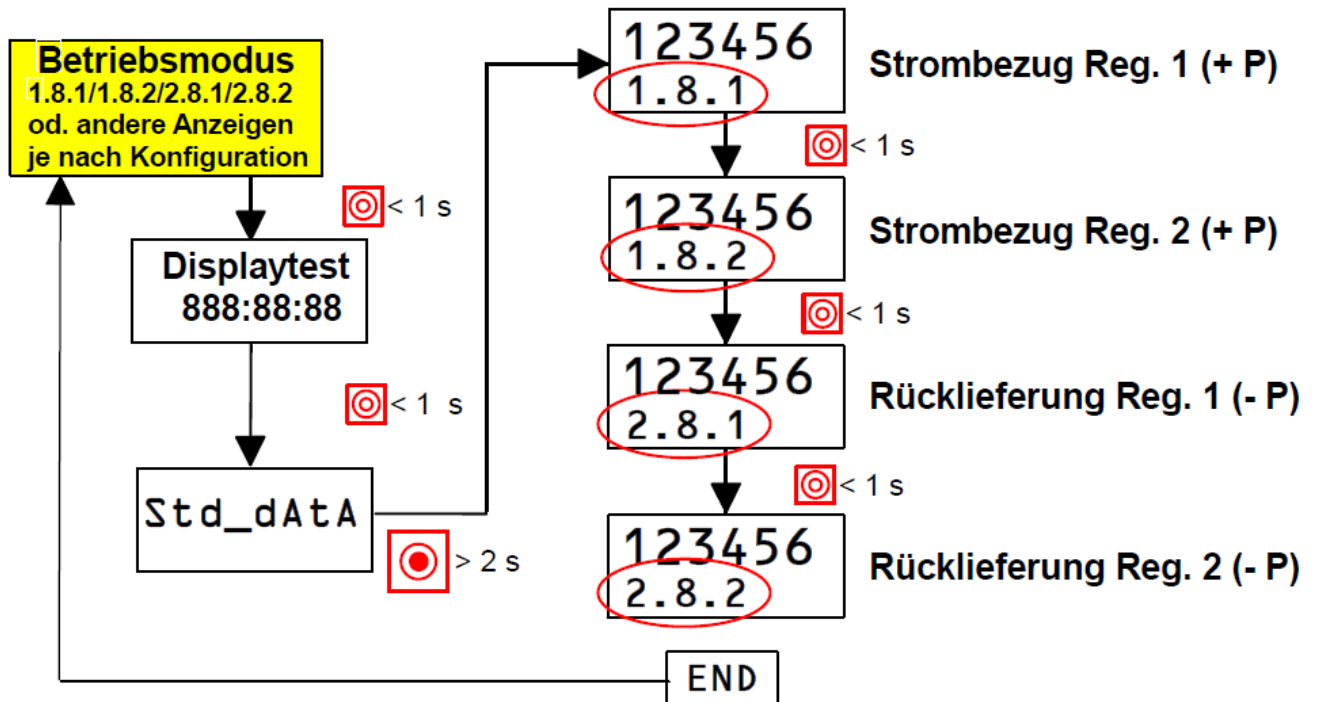 Betriebsmodus
1.8.1/1.8.2/2.8.1/2.8.2
od. andere Anzeigen
je nach Konfiguration
< 1 s
Displaytest
888:88:88
< 1 s
Std_dAtA
> 2 s
123456
1.8.1
Strombezug Reg. 1 (+ P)
< 1 s
123456
1.8.2
Strombezug Reg. 2 (+ P)
< 1 s
123456
2.8.1
Rücklieferung Reg. 1 (- P)
< 1 s
123456
2.8.2
Rücklieferung Reg. 2 (- P)
END